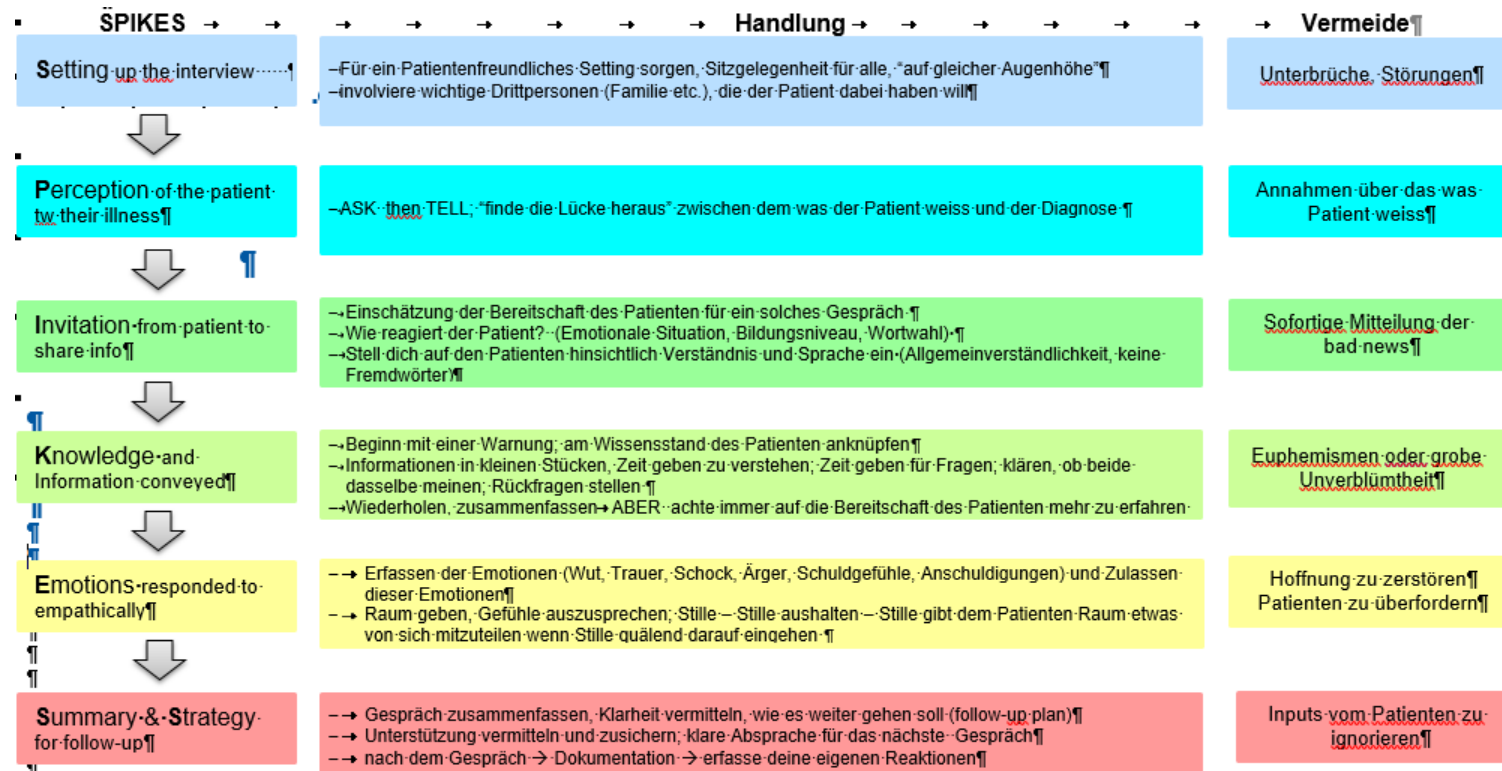 SPIKES → → → → → → → → Handlung → → → → → → → Vermeide¶
Setting up the interview ·····¶
–Für ein Patientenfreundliches Setting sorgen, Sitzgelegenheit für alle, “auf gleicher Augenhöhe”¶
–involviere wichtige Drittpersonen (Familie etc.), die der Patient dabei haben will¶
Unterbrüche, Störungen¶
Perception of the patient
tw their illness¶
–ASK then TELL; “finde die Lücke heraus” zwischen dem was der Patient weiss und der Diagnose ¶
Annahmen über das was
Patient weiss¶
¶
Invitation from patient to
share info¶
–→Einschätzung der Bereitschaft des Patienten für ein solches Gespräch ¶
–→Wie reagiert der Patient? (Emotionale Situation, Bildungsniveau, Wortwahl) ¶
–→Stell dich auf den Patienten hinsichtlich Verständnis und Sprache ein (Allgemeinverständlichkeit, keine
Fremdwörter)¶
Sofortige Mitteilung der
bad news¶
¶
Knowledge and
Information conveyed¶
–→Beginn mit einer Warnung; am Wissensstand des Patienten anknüpfen¶
–→Informationen in kleinen Stücken, Zeit geben zu verstehen; Zeit geben für Fragen; klären, ob beide
dasselbe meinen; Rückfragen stellen ¶
–→Wiederholen, zusammenfassen→ ABER achte immer auf die Bereitschaft des Patienten mehr zu erfahren
Euphemismen oder grobe
Unverblümtheit¶
¶
¶
Emotions responded to
empathically¶
–→ Erfassen der Emotionen (Wut, Trauer, Schock, Ärger, Schuldgefühle, Anschuldigungen) und Zulassen
dieser Emotionen¶
–→ Raum geben, Gefühle auszusprechen; Stille – Stille aushalten – Stille gibt dem Patienten Raum etwas
von sich mitzuteilen wenn Stille quälend darauf eingehen ¶
Hoffnung zu zerstören¶
Patienten zu überfordern¶
¶
¶
Summary & Strategy
for follow-up¶
–→ Gespräch zusammenfassen, Klarheit vermitteln, wie es weiter gehen soll (follow-up plan)¶
–→ Unterstützung vermitteln und zusichern; klare Absprache für das nächste Gespräch¶
–→ nach dem Gespräch → Dokumentation → erfasse deine eigenen Reaktionen¶
Inputs vom Patienten zu
ignorieren¶